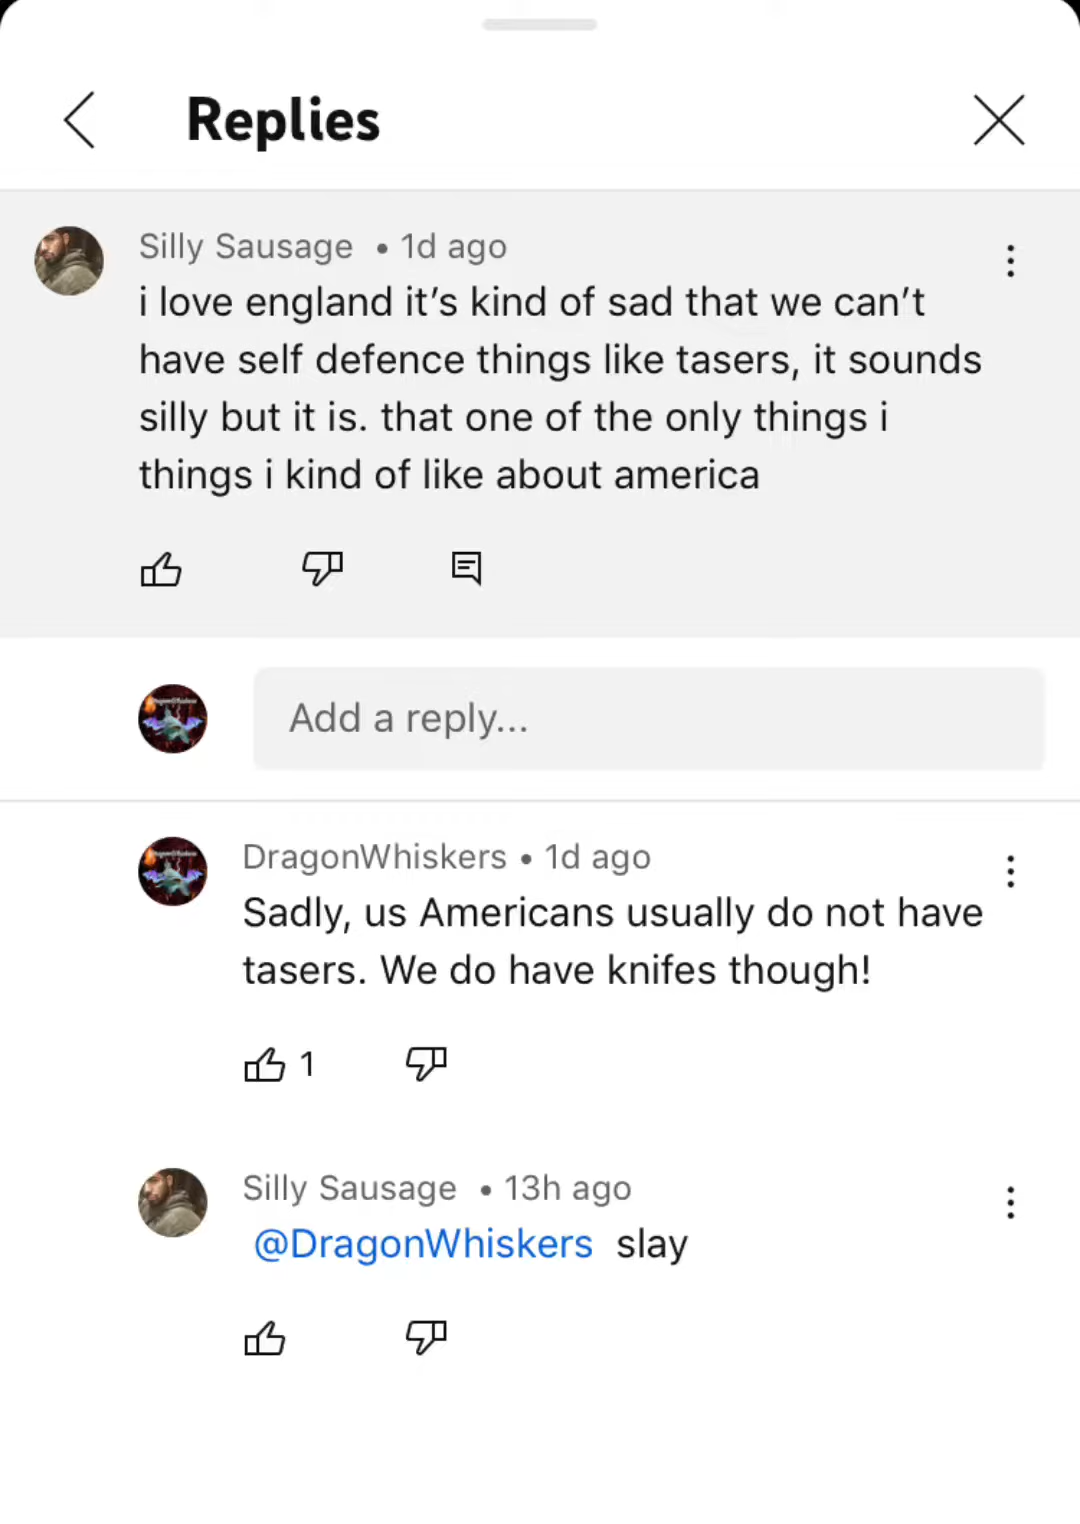 Replies
Silly Sausage • 1d ago
i love england it’s kind of sad that we can’t
have self defence things like tasers, it sounds
silly but it is. that one of the only things i
things i kind of like about america
Add a reply...
DragonWhiskers • 1d ago
Sadly, us Americans usually do not have
tasers. We do have knifes though!
1
Silly Sausage • 13h ago
@DragonWhiskers slay